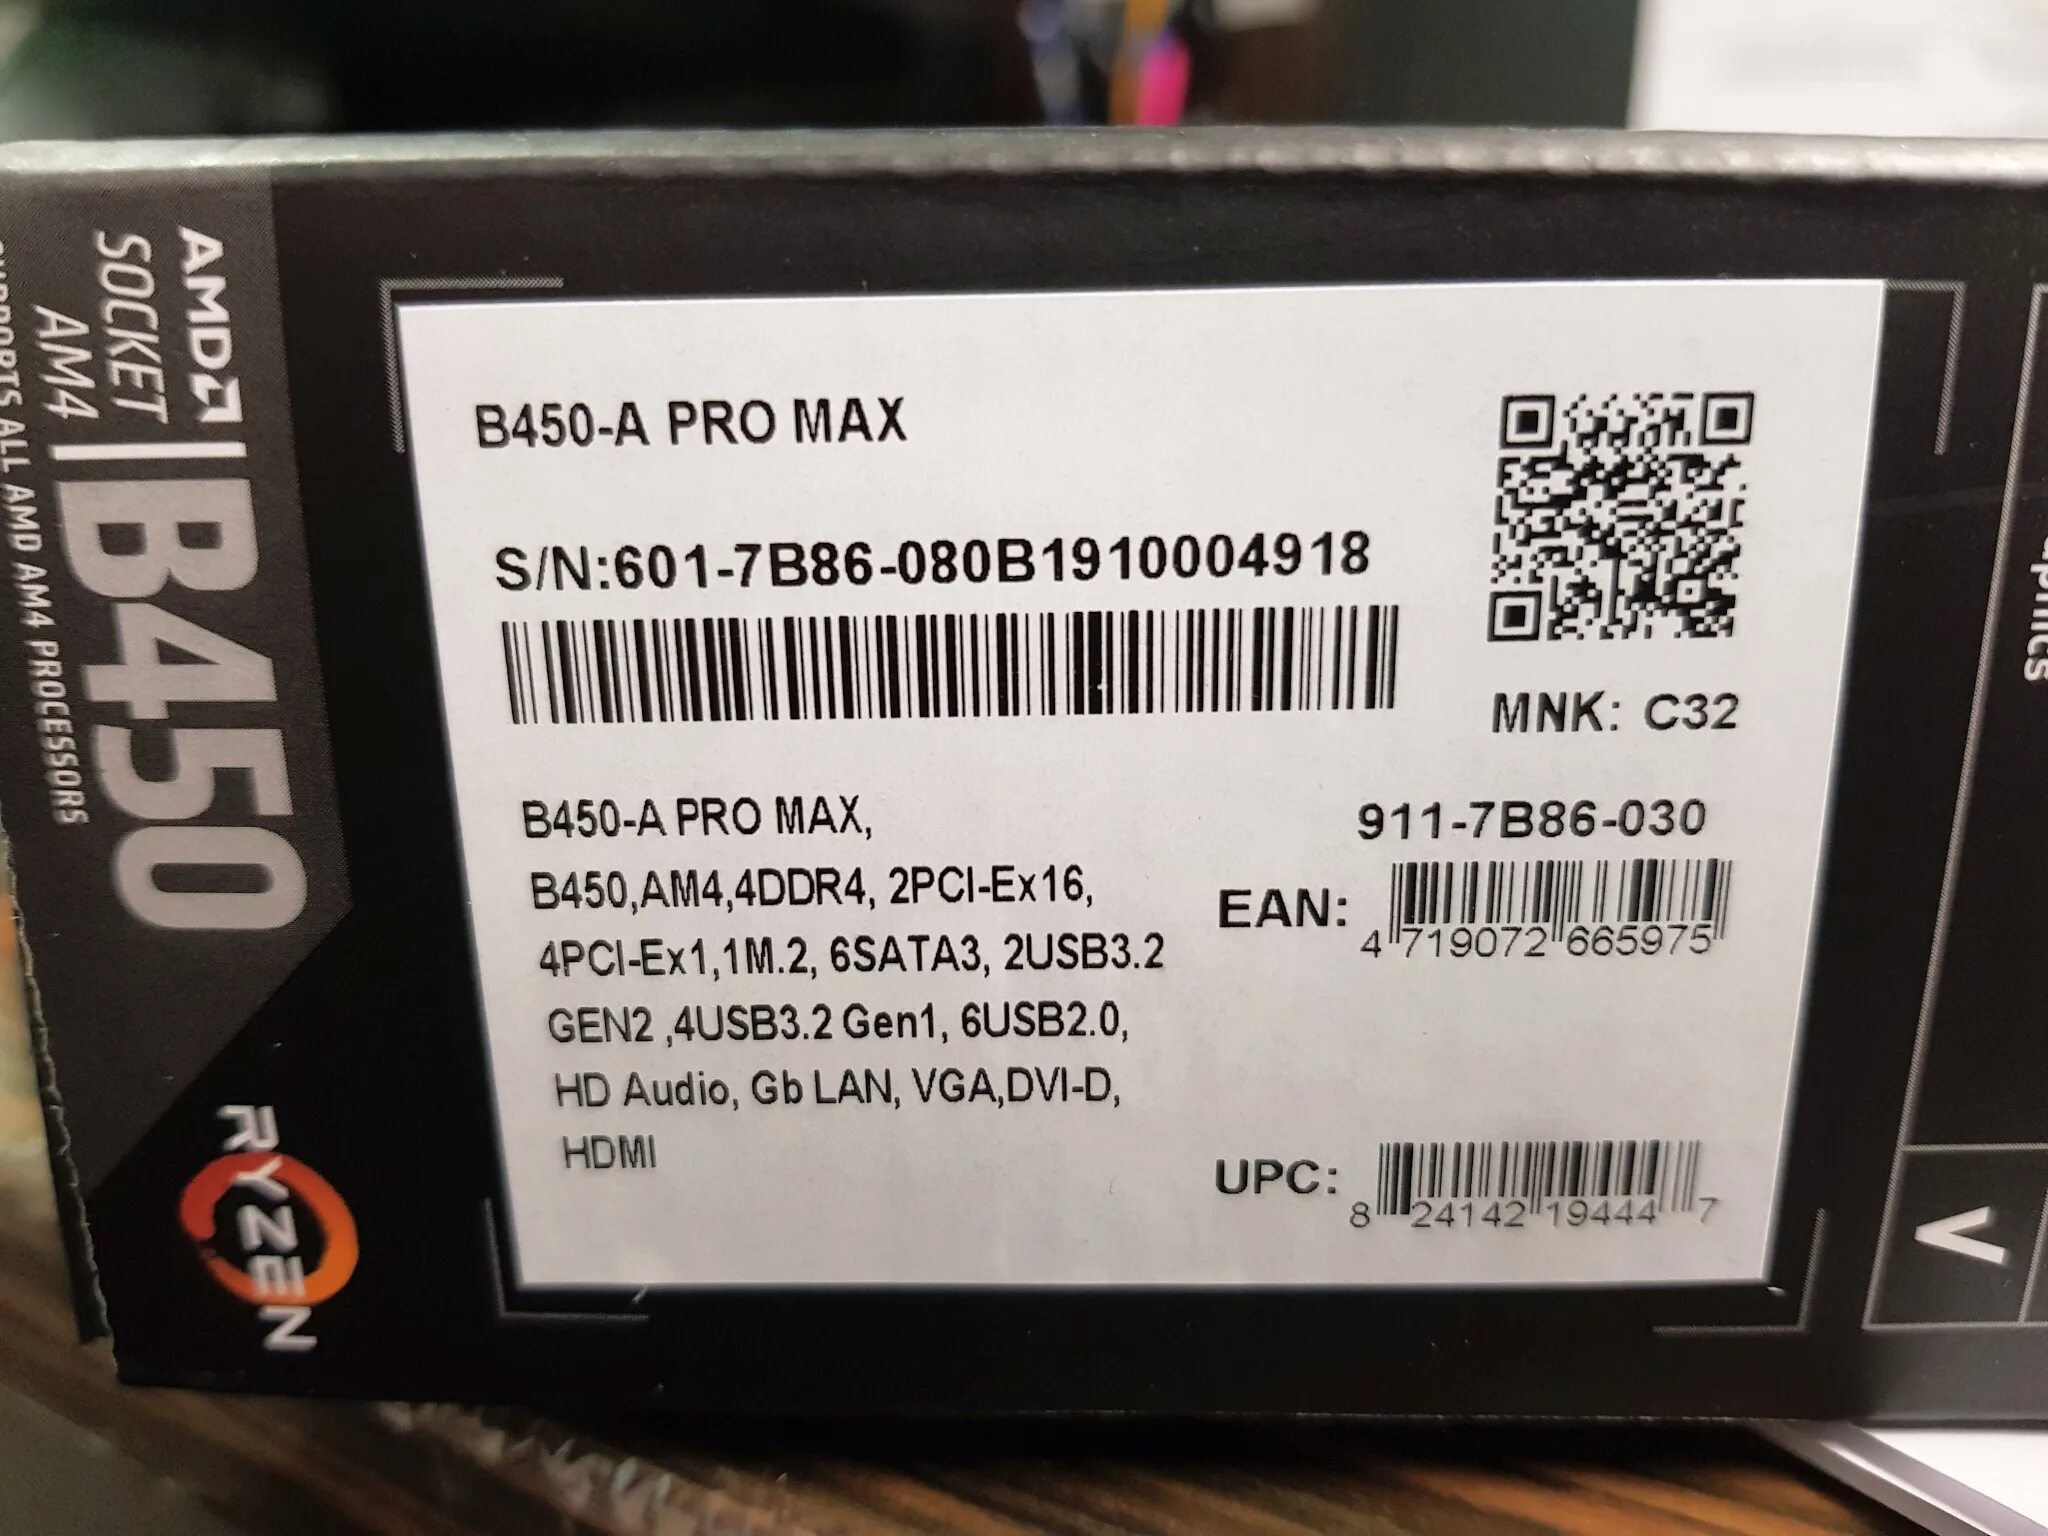 AMD
SOCKET
AM4
B450
ALL AMD AM4 PROCESSORS
RYZEN
B450-A PRO MAX
S/N:601-7B86-080B1910004918
MNK: C32
B450-A PRO MAX,
B450,AM4,4DDR4, 2PCI-Ex16,
4PCI-Ex1,1M.2, 6SATA3, 2USB3.2
GEN2 ,4USB3.2 Gen1, 6USB2.0,
HD Audio, Gb LAN, VGA,DVI-D,
HDMI
911-7B86-030
EAN:
4 719072 665975
UPC:
8 24142 19444 7
V